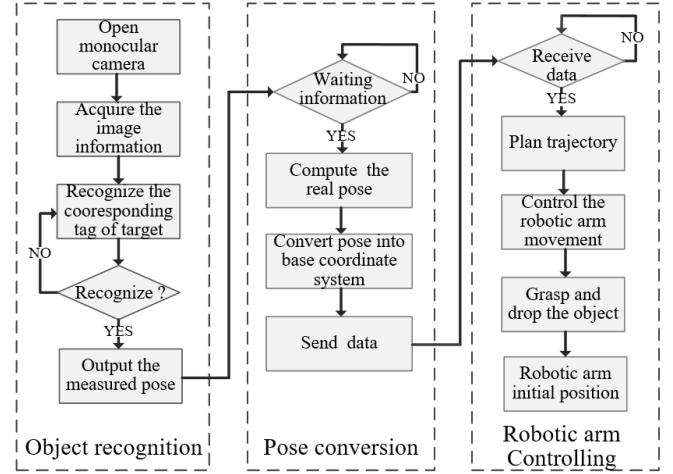 Open
monocular
camera
Acquire the
image
information
Recognize the
cooresponding
tag of target
NO
Recognize ?
YES
Output the
measured pose
Object recognition
Waiting
information
NO
YES
Compute the
real pose
Convert pose into
base coordinate
system
Send data
Pose conversion
Receive
data
NO
YES
Plan trajectory
Control the
robotic arm
movement
Grasp and
drop the object
Robotic arm
initial position
Robotic arm
Controlling